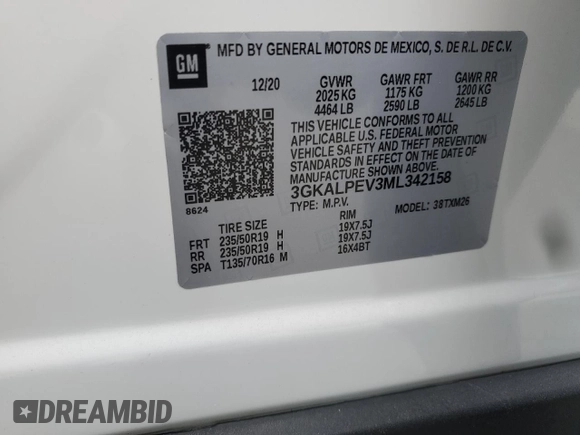 GM
MFD BY GENERAL MOTORS DE MEXICO, S. DE R.L. DE C.V.
12/20 GVWR GAWR FRT GAWR RR
2025 KG 1175 KG 1200 KG
4464 LB 2590 LB 2645 LB
THIS VEHICLE CONFORMS TO ALL
APPLICABLE U.S. FEDERAL MOTOR
VEHICLE SAFETY AND THEFT PREVENTION
STANDARDS IN EFFECT ON THE DATE OF
MANUFACTURE SHOWN ABOVE.
3GKALPEV3ML342158
8624 TYPE: M.P.V. MODEL: 38TXM26
TIRE SIZE RIM
FRT 235/50R19 H 19X7.5J
RR 235/50R19 H 19X7.5J
SPA T135/70R16 M 16X4BT
DREAMBID